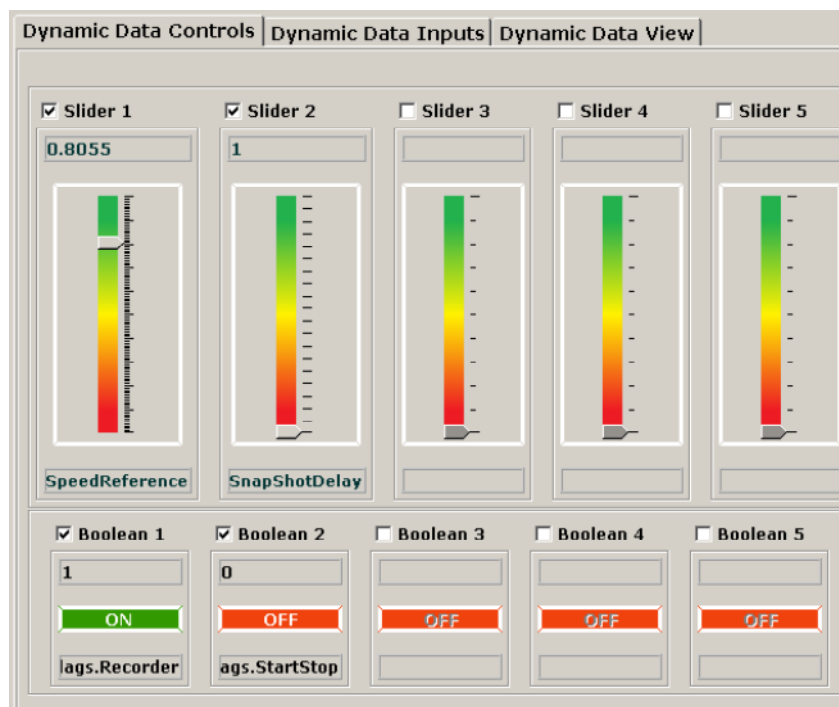 Dynamic Data Controls Dynamic Data Inputs Dynamic Data View
Slider 1 Slider 2 Slider 3 Slider 4 Slider 5
0.8055 1
SpeedReference SnapShotDelay
Boolean 1 Boolean 2 Boolean 3 Boolean 4 Boolean 5
1 0
ON OFF OFF OFF OFF
lags.Recorder ags.StartStop